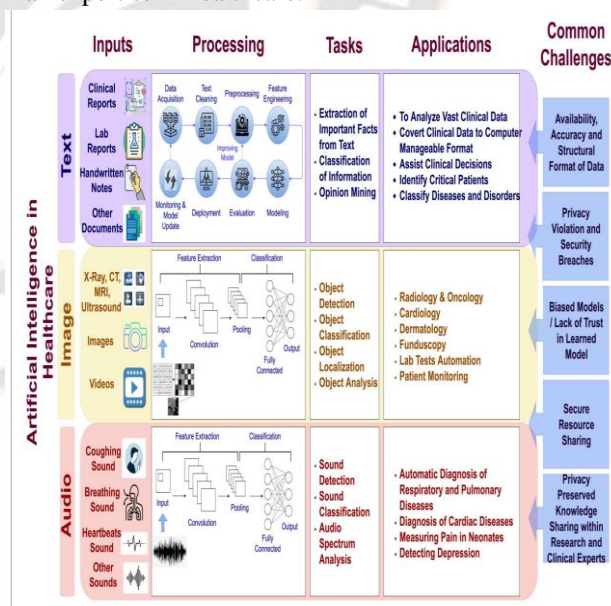 Inputs
Processing
Tasks
Applications
Common
Challenges
Artificial Intelligence in
Healthcare
Text
Clinical
Reports
Lab
Reports
Handwritten
Notes
Other
Documents
Data
Acquisition
Text
Cleaning
Preprocessing
Feature
Engineering
Improving
Model
Monitoring
& Model
Update
Deployment
Evaluation
Modeling
• Extraction of
Important Facts
from Text
• Classification
of Information
• Opinion Mining
• To Analyze Vast Clinical Data
• Covert Clinical Data to Computer
Manageable Format
• Assist Clinical Decisions
• Identify Critical Patients
• Classify Diseases and Disorders
Image
X-Ray, CT,
MRI,
Ultrasound
Images
Videos
Feature Extraction
Classification
Input
Convolution
Pooling
Fully
Connected
Output
• Object
Detection
• Object
Classification
• Object
Localization
• Object Analysis
• Radiology & Oncology
• Cardiology
• Dermatology
• Funduscopy
• Lab Tests Automation
• Patient Monitoring
Audio
Coughing
Sound
Breathing
Sound
Heartbeats
Sound
Other
Sounds
Feature Extraction
Classification
Input
Convolution
Pooling
Fully
Connected
Output
• Sound
Detection
• Sound
Classification
• Audio
Spectrum
Analysis
• Automatic Diagnosis of
Respiratory and Pulmonary
Diseases
• Diagnosis of Cardiac Diseases
• Measuring Pain in Neonates
• Detecting Depression
Availability,
Accuracy and
Structural
Format of Data
Privacy
Violation and
Security
Breaches
Biased Models
/ Lack of Trust
in Learned
Model
Secure
Resource
Sharing
Privacy
Preserved
Knowledge
Sharing within
Research and
Clinical Experts